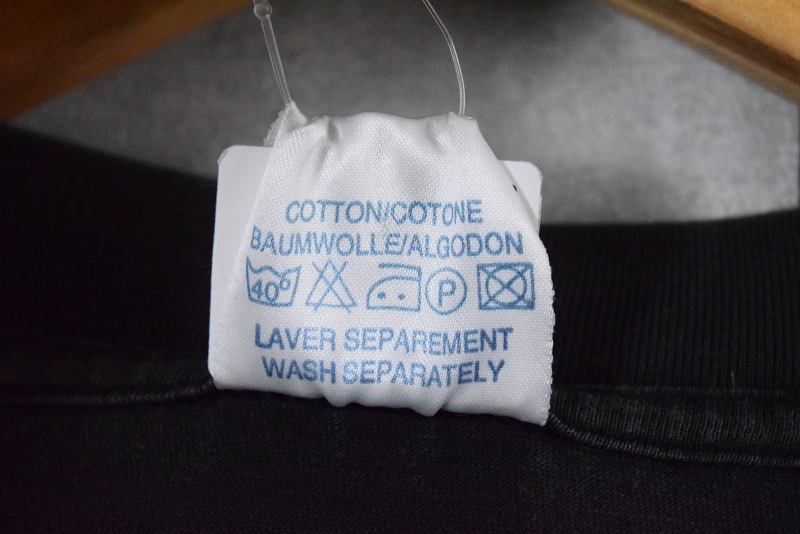 COTTON/COTONE
BAUMWOLLE/ALGODON
40° P
LAVER SEPAREMENT
WASH SEPARATELY